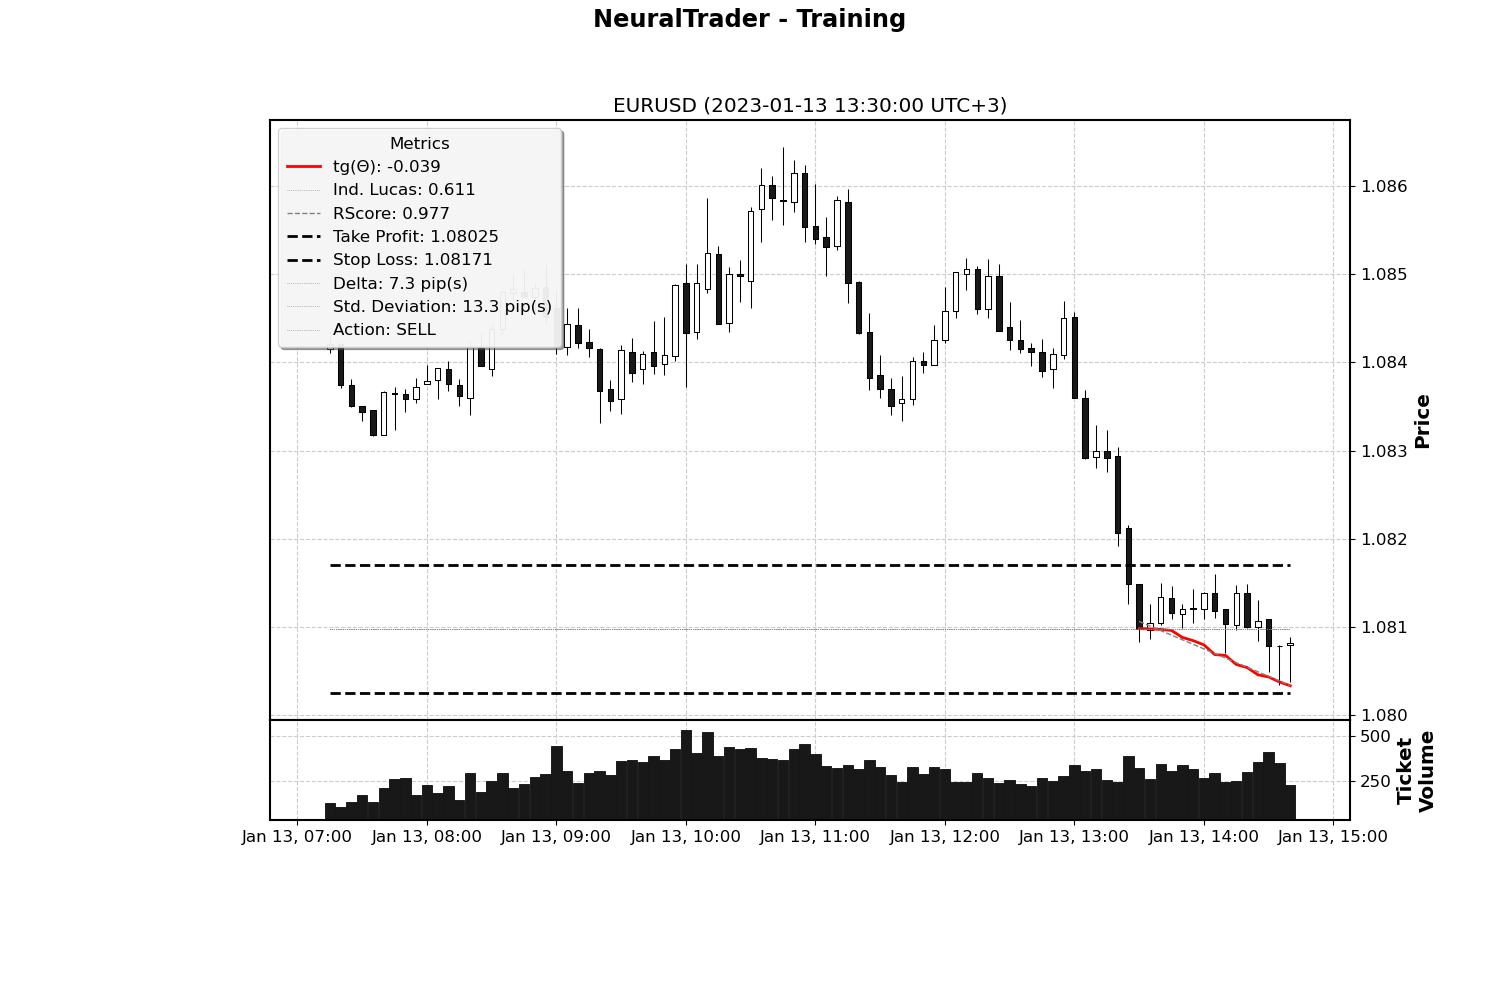 NeuralTrader - Training
EURUSD (2023-01-13 13:30:00 UTC+3)
Metrics
tg(Θ): -0.039
Ind. Lucas: 0.611
RScore: 0.977
Take Profit: 1.08025
Stop Loss: 1.08171
Delta: 7.3 pip(s)
Std. Deviation: 13.3 pip(s)
Action: SELL
1.086
1.085
1.084
1.083
1.082
1.081
1.080
Price
500
250
Ticket
Volume
Jan 13, 07:00
Jan 13, 08:00
Jan 13, 09:00
Jan 13, 10:00
Jan 13, 11:00
Jan 13, 12:00
Jan 13, 13:00
Jan 13, 14:00
Jan 13, 15:00